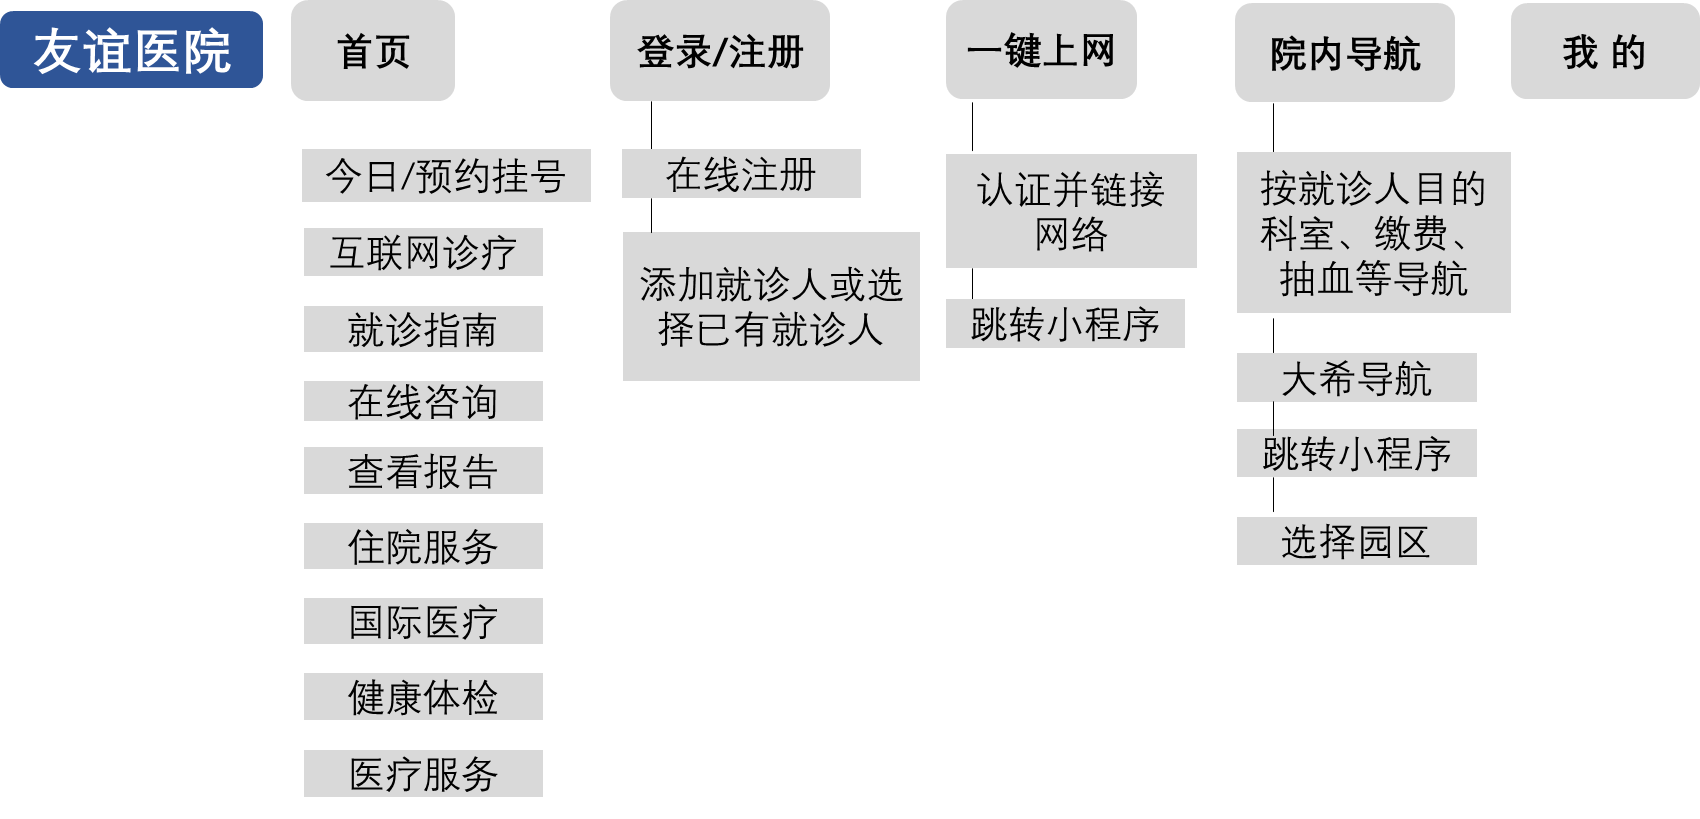 友谊医院
首页
登录/注册
一键上网
院内导航
我 的
今日/预约挂号
互联网诊疗
就诊指南
在线咨询
查看报告
住院服务
国际医疗
健康体检
医疗服务
在线注册
添加就诊人或选
择已有就诊人
认证并链接
网络
跳转小程序
按就诊人目的
科室、缴费、
抽血等导航
大希导航
跳转小程序
选择园区